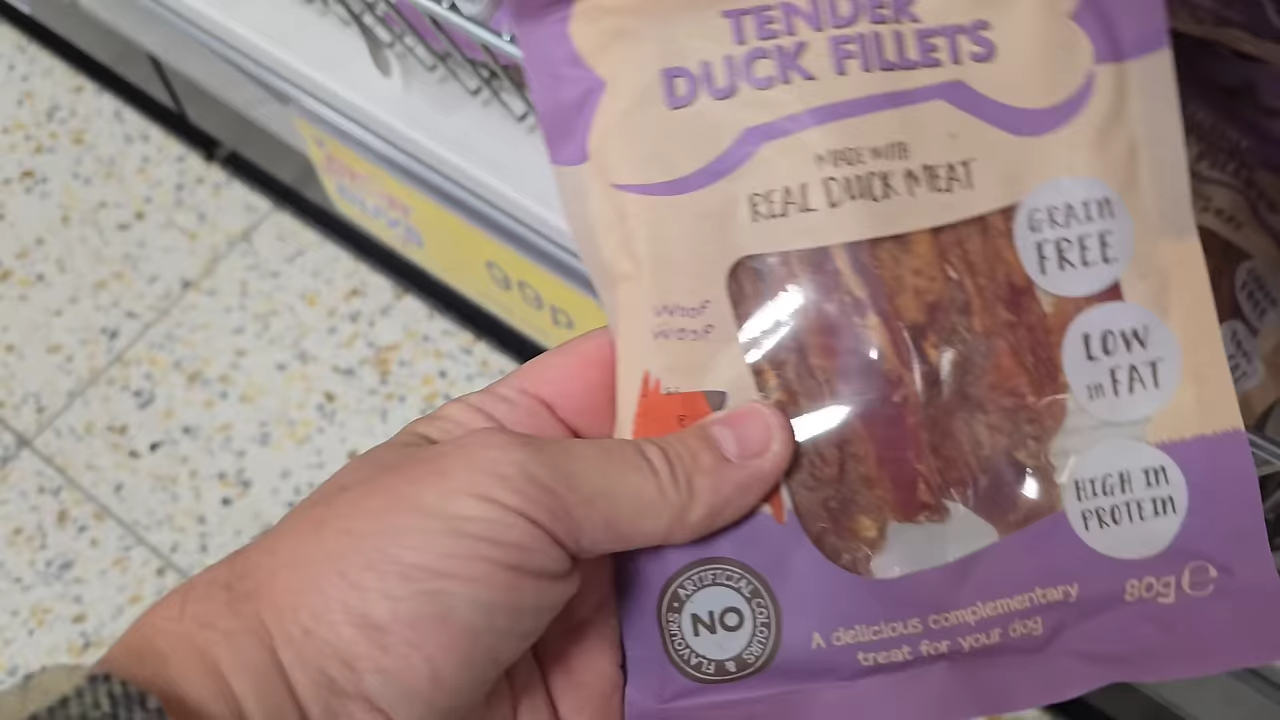 TENDER
DUCK FILLETS
MADE WITH
REAL DUCK MEAT
GRAIN
FREE
WOOF
WOOF
LOW
in FAT
HIGH IN
PROTEIN
NO
ARTIFICIAL COLOURS & FLAVOURS
A delicious complementary
treat for your dog
80g e
99p